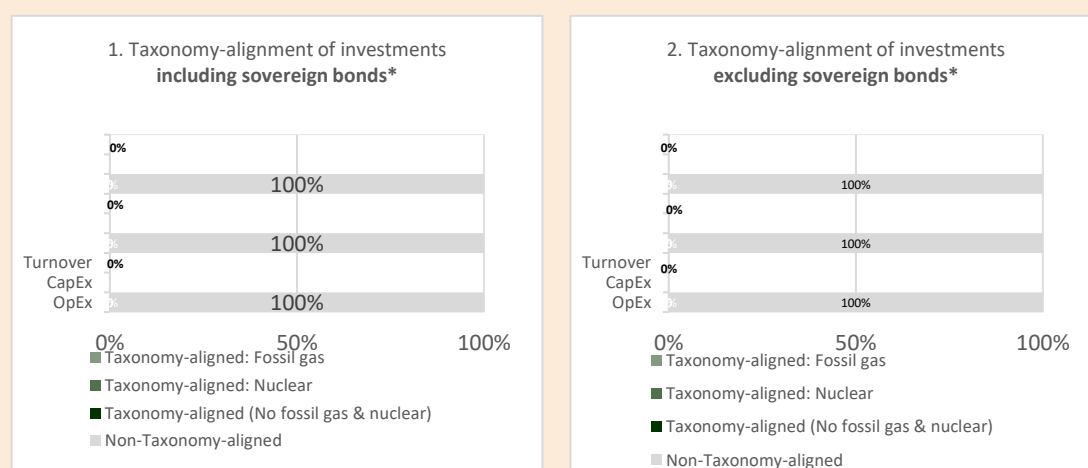 1. Taxonomy-alignment of investments
including sovereign bonds*
0%
100%
0%
100%
Turnover
0%
CapEx
OpEx
100%
0%
50%
100%
Taxonomy-aligned: Fossil gas
Taxonomy-aligned: Nuclear
Taxonomy-aligned (No fossil gas & nuclear)
Non-Taxonomy-aligned
2. Taxonomy-alignment of investments
excluding sovereign bonds*
0%
100%
0%
100%
Turnover
0%
CapEx
OpEx
100%
0%
50%
100%
Taxonomy-aligned: Fossil gas
Taxonomy-aligned: Nuclear
Taxonomy-aligned (No fossil gas & nuclear)
Non-Taxonomy-aligned